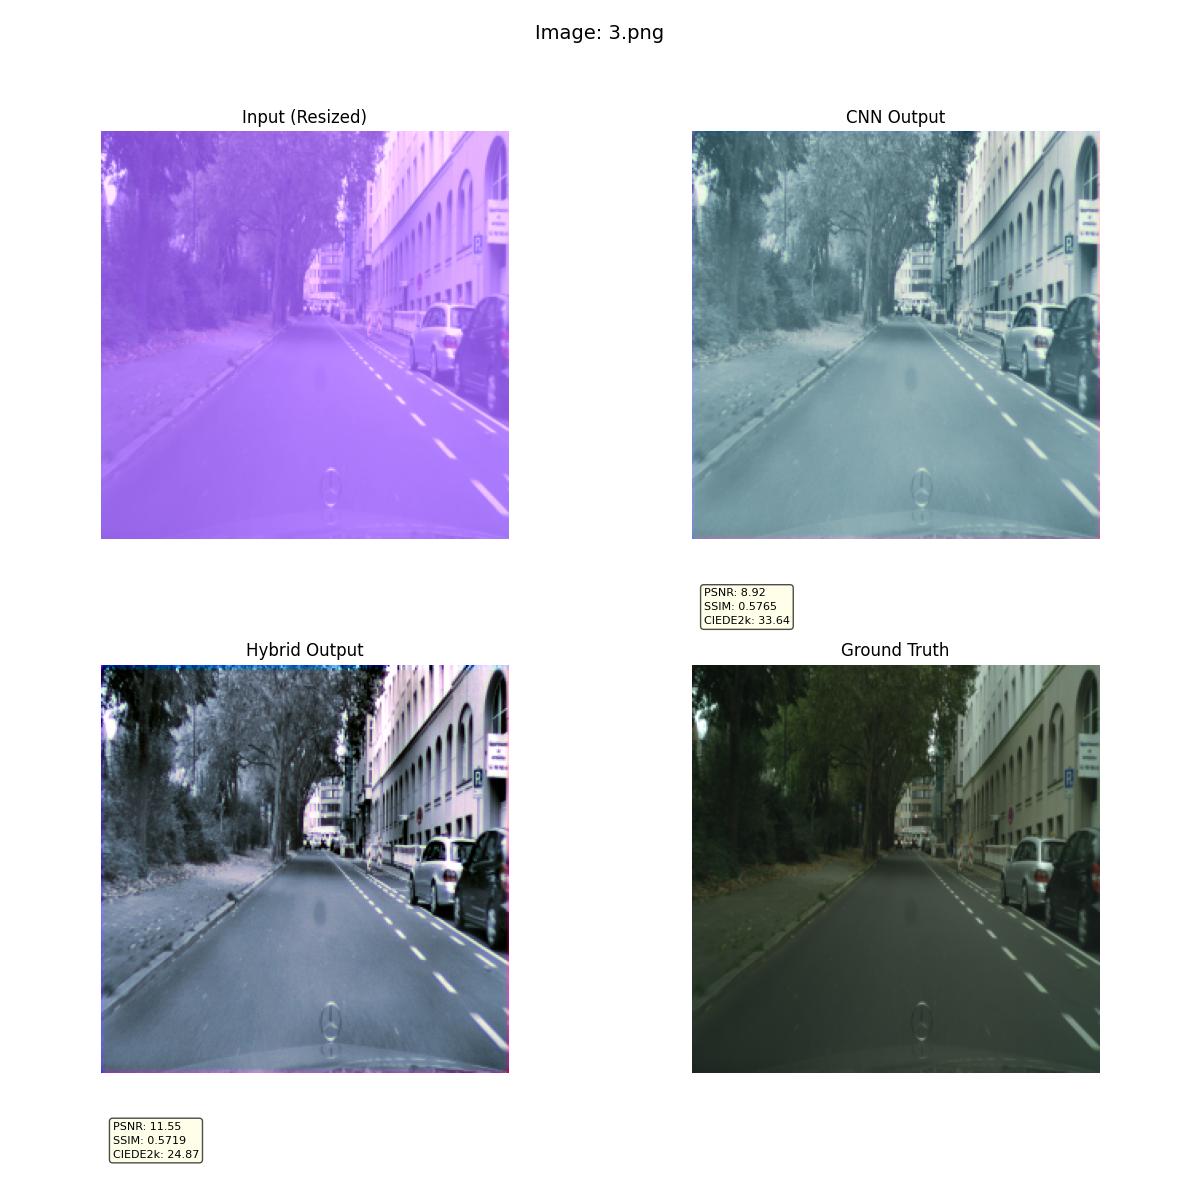 Image: 3.png
Input (Resized)
CNN Output
PSNR: 8.92
SSIM: 0.5765
CIEDE2k: 33.64
Hybrid Output
Ground Truth
PSNR: 11.55
SSIM: 0.5719
CIEDE2k: 24.87